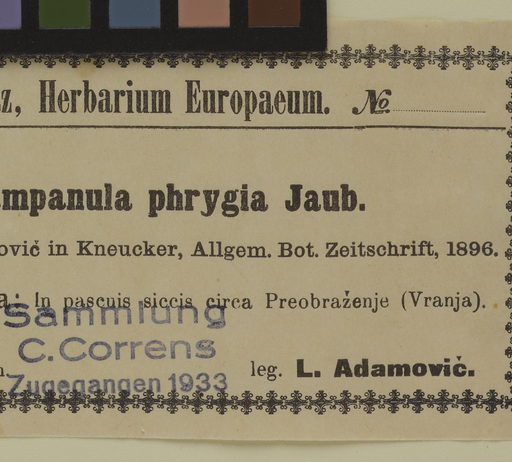 z, Herbarium Europaeum. No.
mpanula phrygia Jaub.
ović in Kneucker, Allgem. Bot. Zeitschrift, 1896.
a: In pascuis siccis circa Preobraženje (Vranja).
Sammlung
C. Correns
leg. L. Adamovič.
Zugegangen 1933